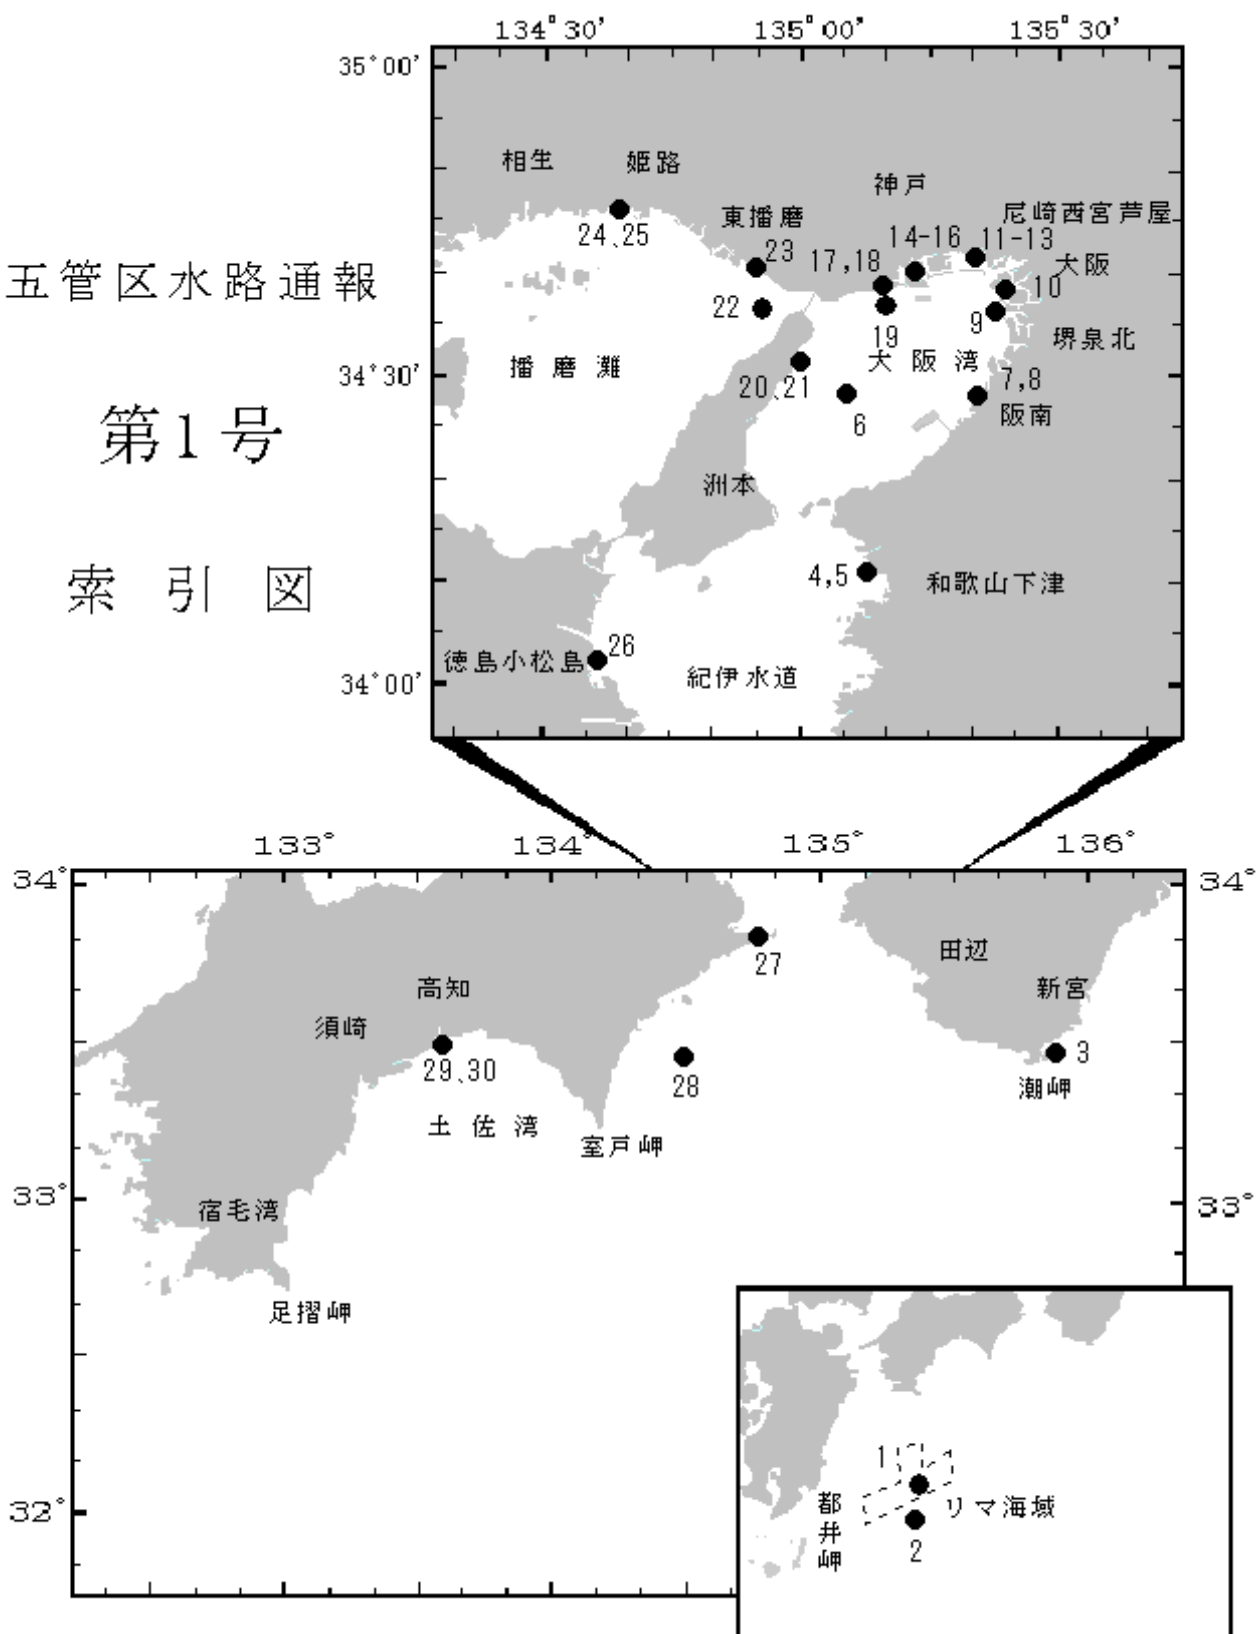 五管区水路通報
第1号
索引図
134°30′ 135°00′ 135°30′
35°00′
34°30′
34°00′
相生
姫路
神戸
東播磨
尼崎西宮芦屋
24、25
14-16
11-13
23
17,18
大阪
10
22
9
19
堺泉北
播磨灘
大阪湾
20、21
7,8
6
阪南
洲本
4,5
和歌山下津
26
徳島小松島
紀伊水道
133° 134° 135° 136°
34° 34°
田辺
27
高知
新宮
須崎
3
29、30
28
潮岬
土佐湾
室戸岬
33° 33°
宿毛湾
足摺岬
32°
1
リマ海域
都井岬
2